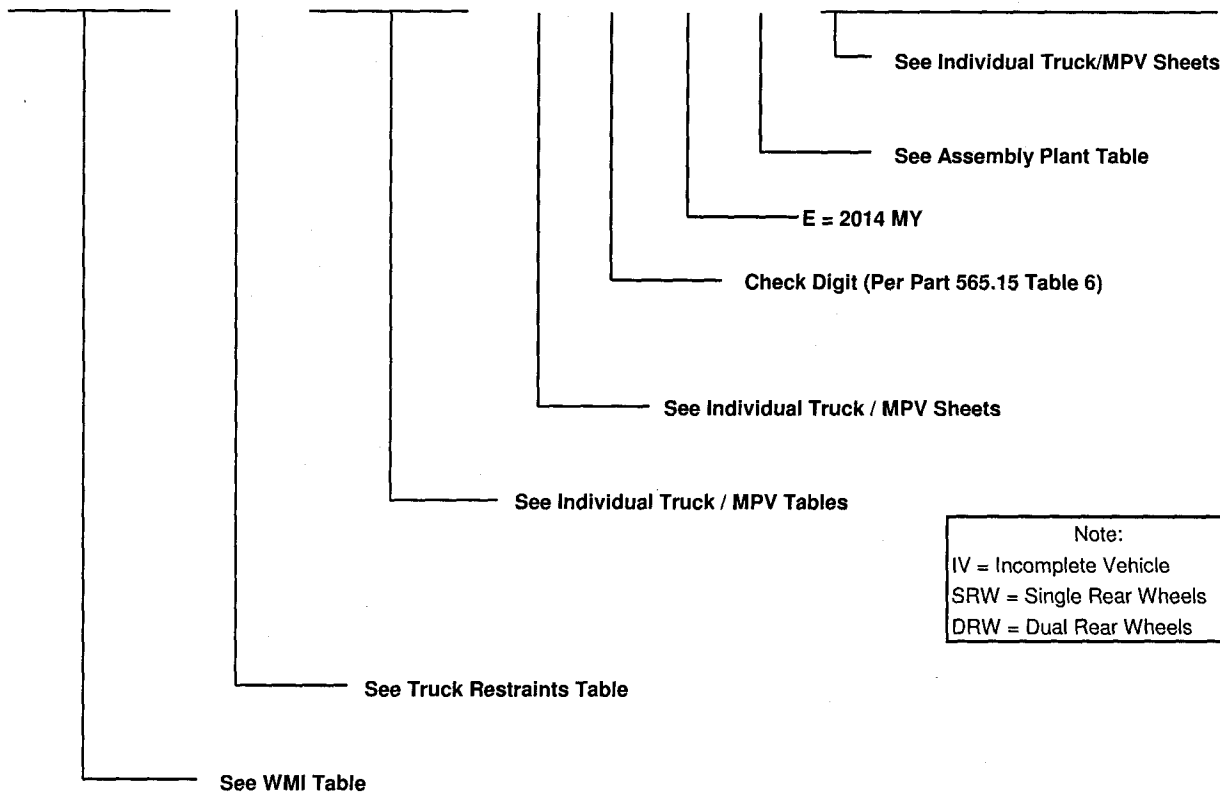 See Individual Truck/MPV Sheets
See Assembly Plant Table
E = 2014 MY
Check Digit (Per Part 565.15 Table 6)
See Individual Truck / MPV Sheets
See Individual Truck / MPV Tables
Note:
IV = Incomplete Vehicle
SRW = Single Rear Wheels
DRW = Dual Rear Wheels
See Truck Restraints Table
See WMI Table